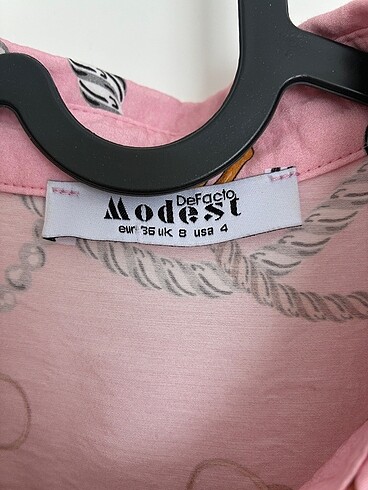 DeFacto
Modest
eur 36 uk 8 usa 4